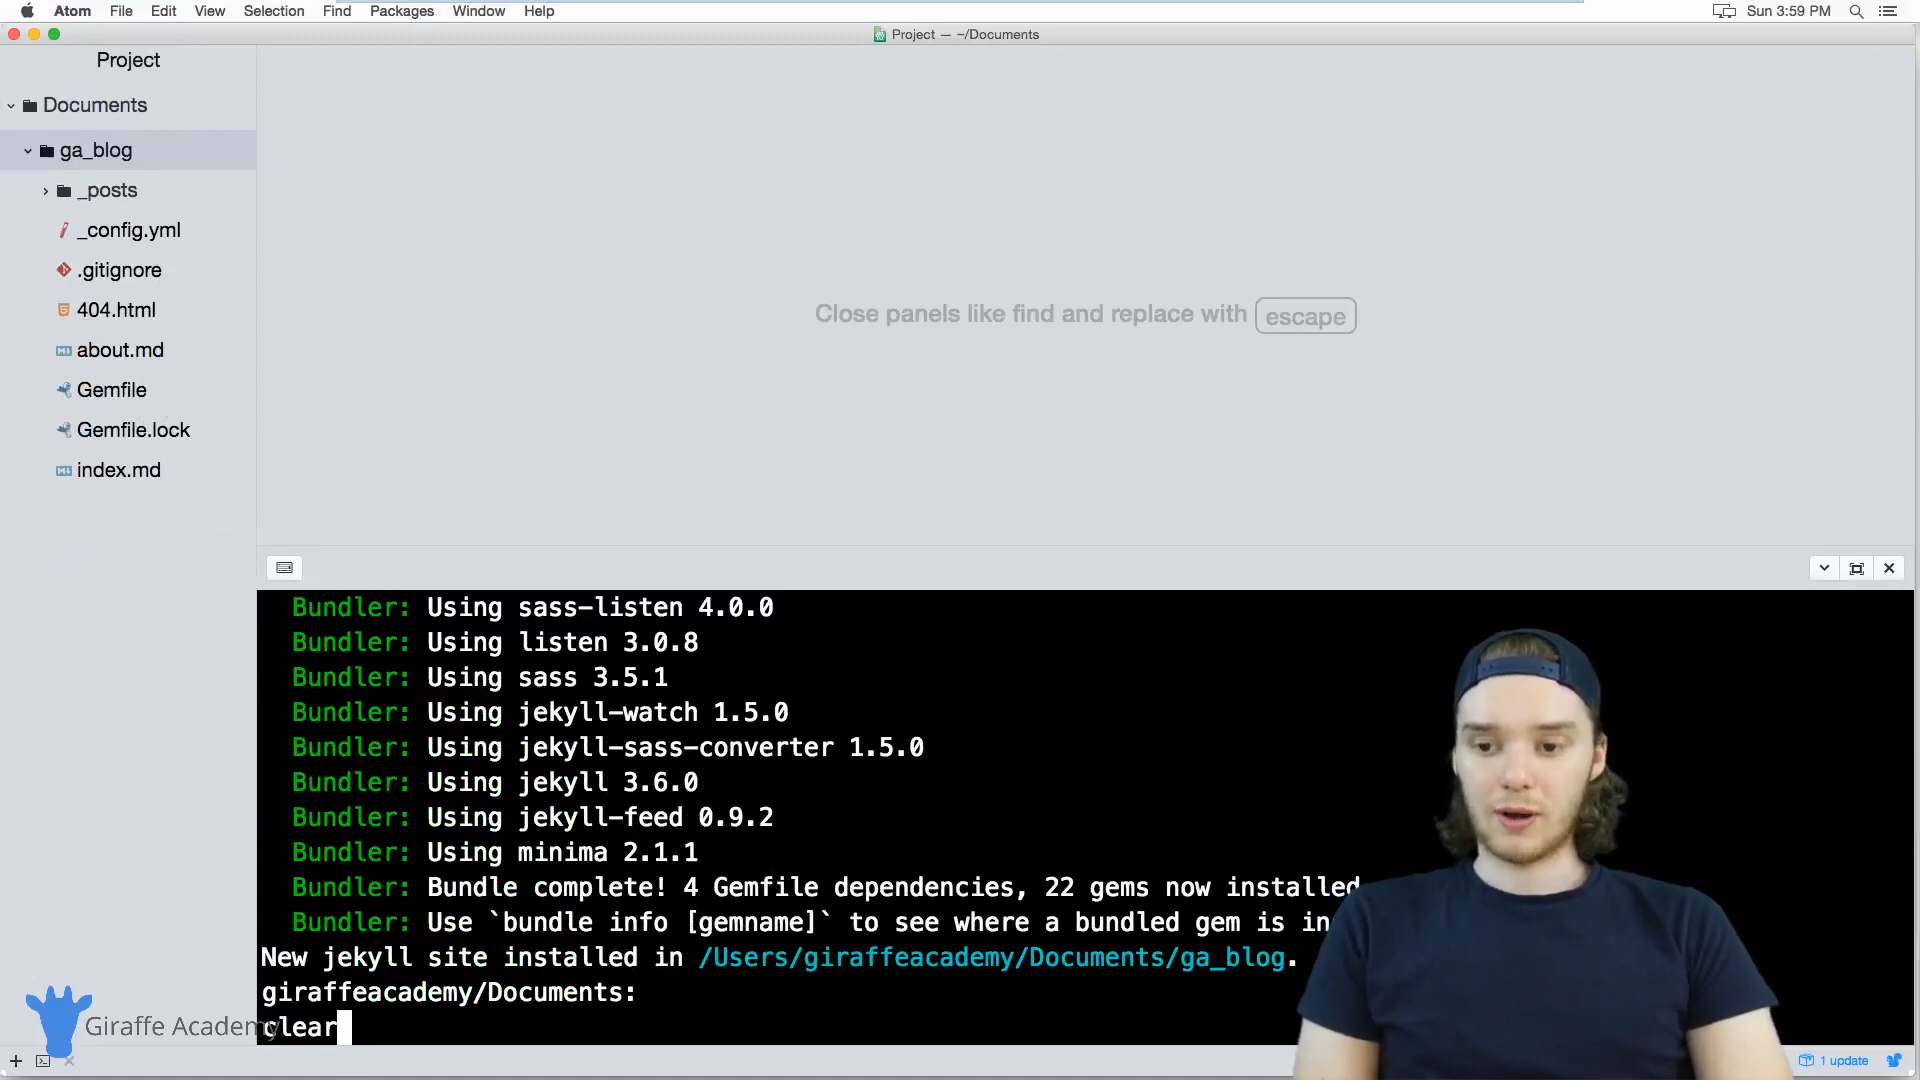 Atom File Edit View Selection Find Packages Window Help Sun 3:59 PM
Project — ~/Documents
Project
Documents
ga_blog
_posts
_config.yml
.gitignore
404.html
about.md
Gemfile
Gemfile.lock
index.md
Close panels like find and replace with escape
Bundler: Using sass-listen 4.0.0
Bundler: Using listen 3.0.8
Bundler: Using sass 3.5.1
Bundler: Using jekyll-watch 1.5.0
Bundler: Using jekyll-sass-converter 1.5.0
Bundler: Using jekyll 3.6.0
Bundler: Using jekyll-feed 0.9.2
Bundler: Using minima 2.1.1
Bundler: Bundle complete! 4 Gemfile dependencies, 22 gems now installed
Bundler: Use `bundle info [gemname]` to see where a bundled gem is in
New jekyll site installed in /Users/giraffeacademy/Documents/ga_blog.
giraffeacademy/Documents:
clear
Giraffe Academy
1 update